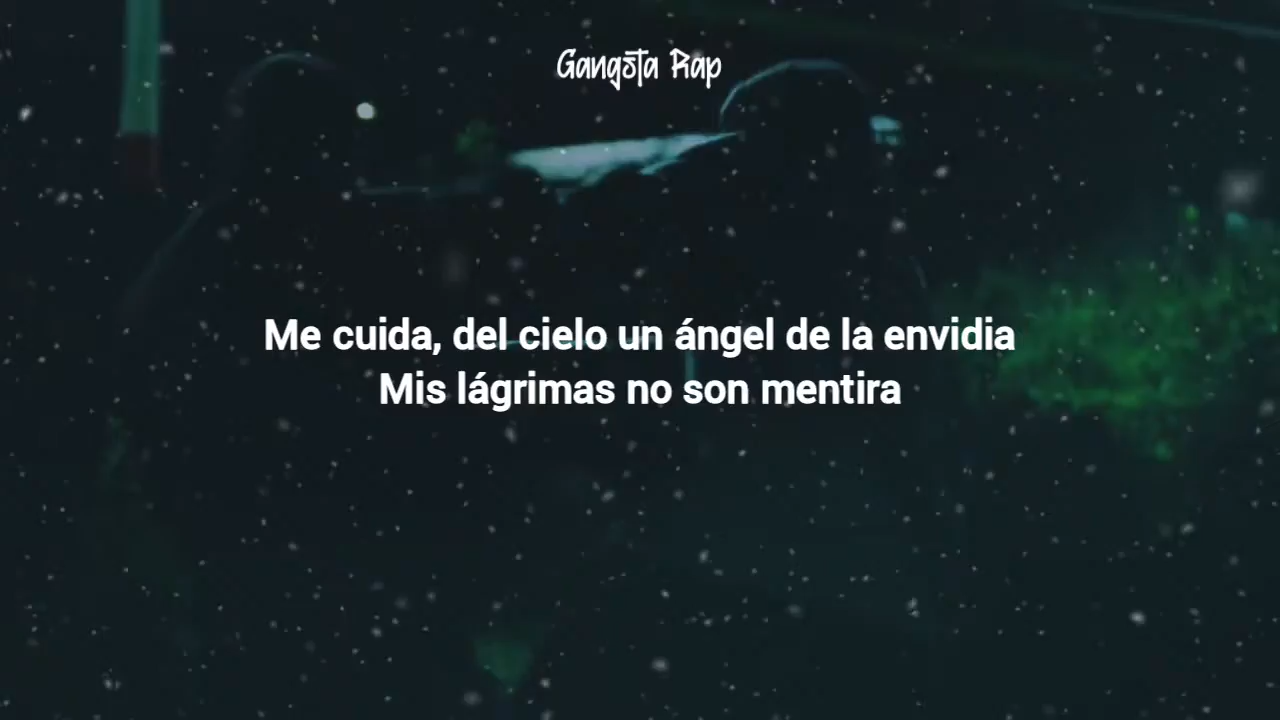 Gangsta Rap
Me cuida, del cielo un ángel de la envidia
Mis lágrimas no son mentira